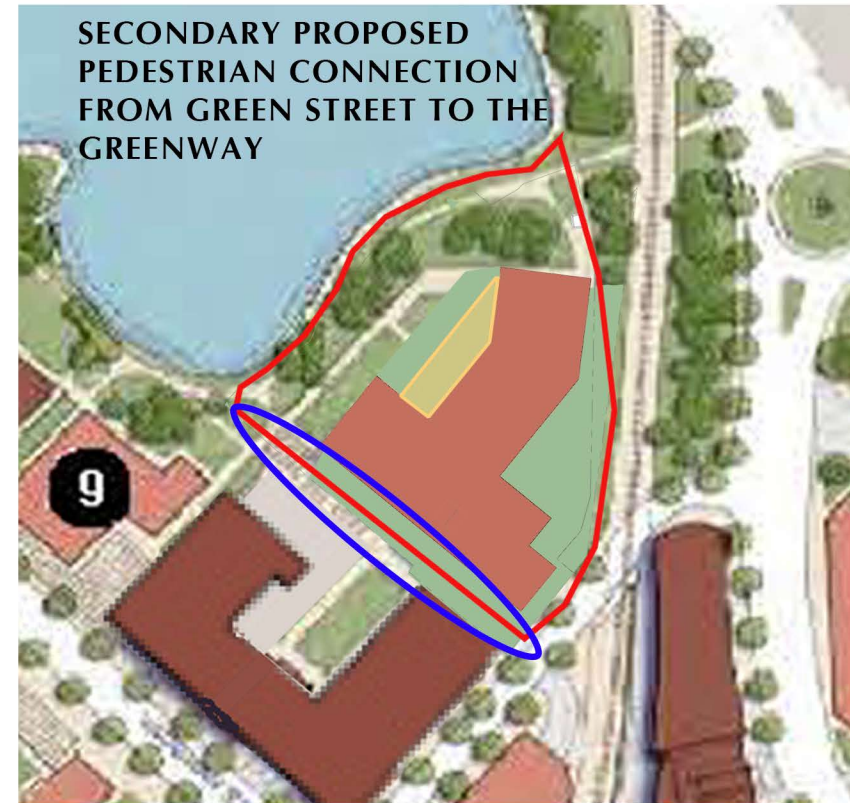 SECONDARY PROPOSED
PEDESTRIAN CONNECTION
FROM GREEN STREET TO THE
GREENWAY
9